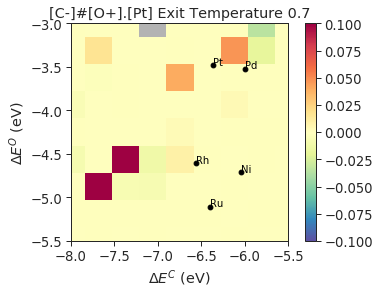 [C-]#[O+].[Pt] Exit Temperature 0.7
−3.0
−3.5
−4.0
−4.5
−5.0
−5.5
ΔE^O (eV)
Pt
Pd
Rh
Ni
Ru
−8.0 −7.5 −7.0 −6.5 −6.0 −5.5
ΔE^C (eV)
0.100
0.075
0.050
0.025
0.000
−0.025
−0.050
−0.075
−0.100